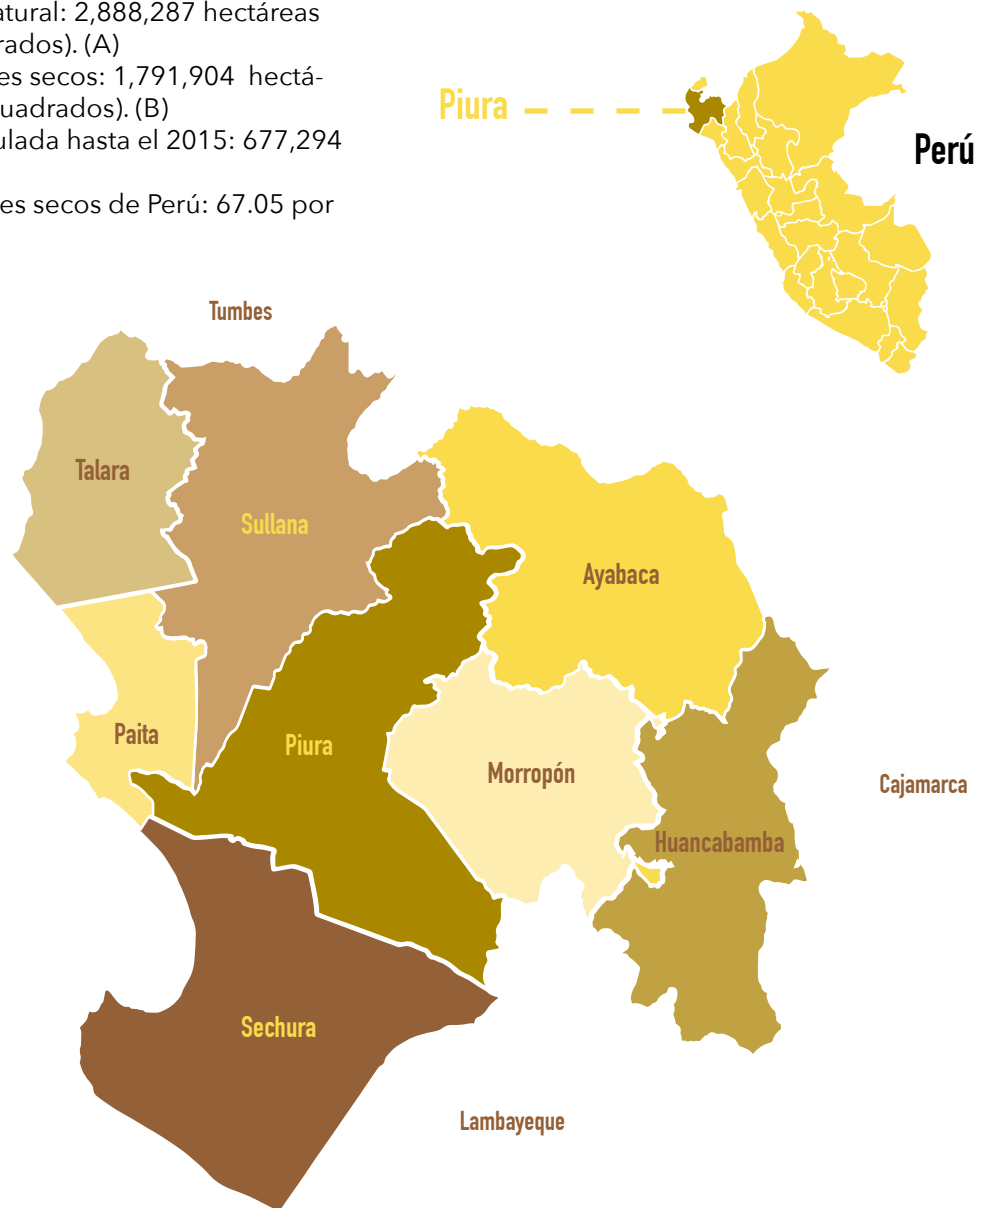 atural: 2,888,287 hectáreas
rados). (A)
es secos: 1,791,904 hectá-
uadrados). (B)
ulada hasta el 2015: 677,294
es secos de Perú: 67.05 por
Piura
Perú
Tumbes
Talara
Sullana
Ayabaca
Paita
Piura
Morropón
Cajamarca
Huancabamba
Sechura
Lambayeque